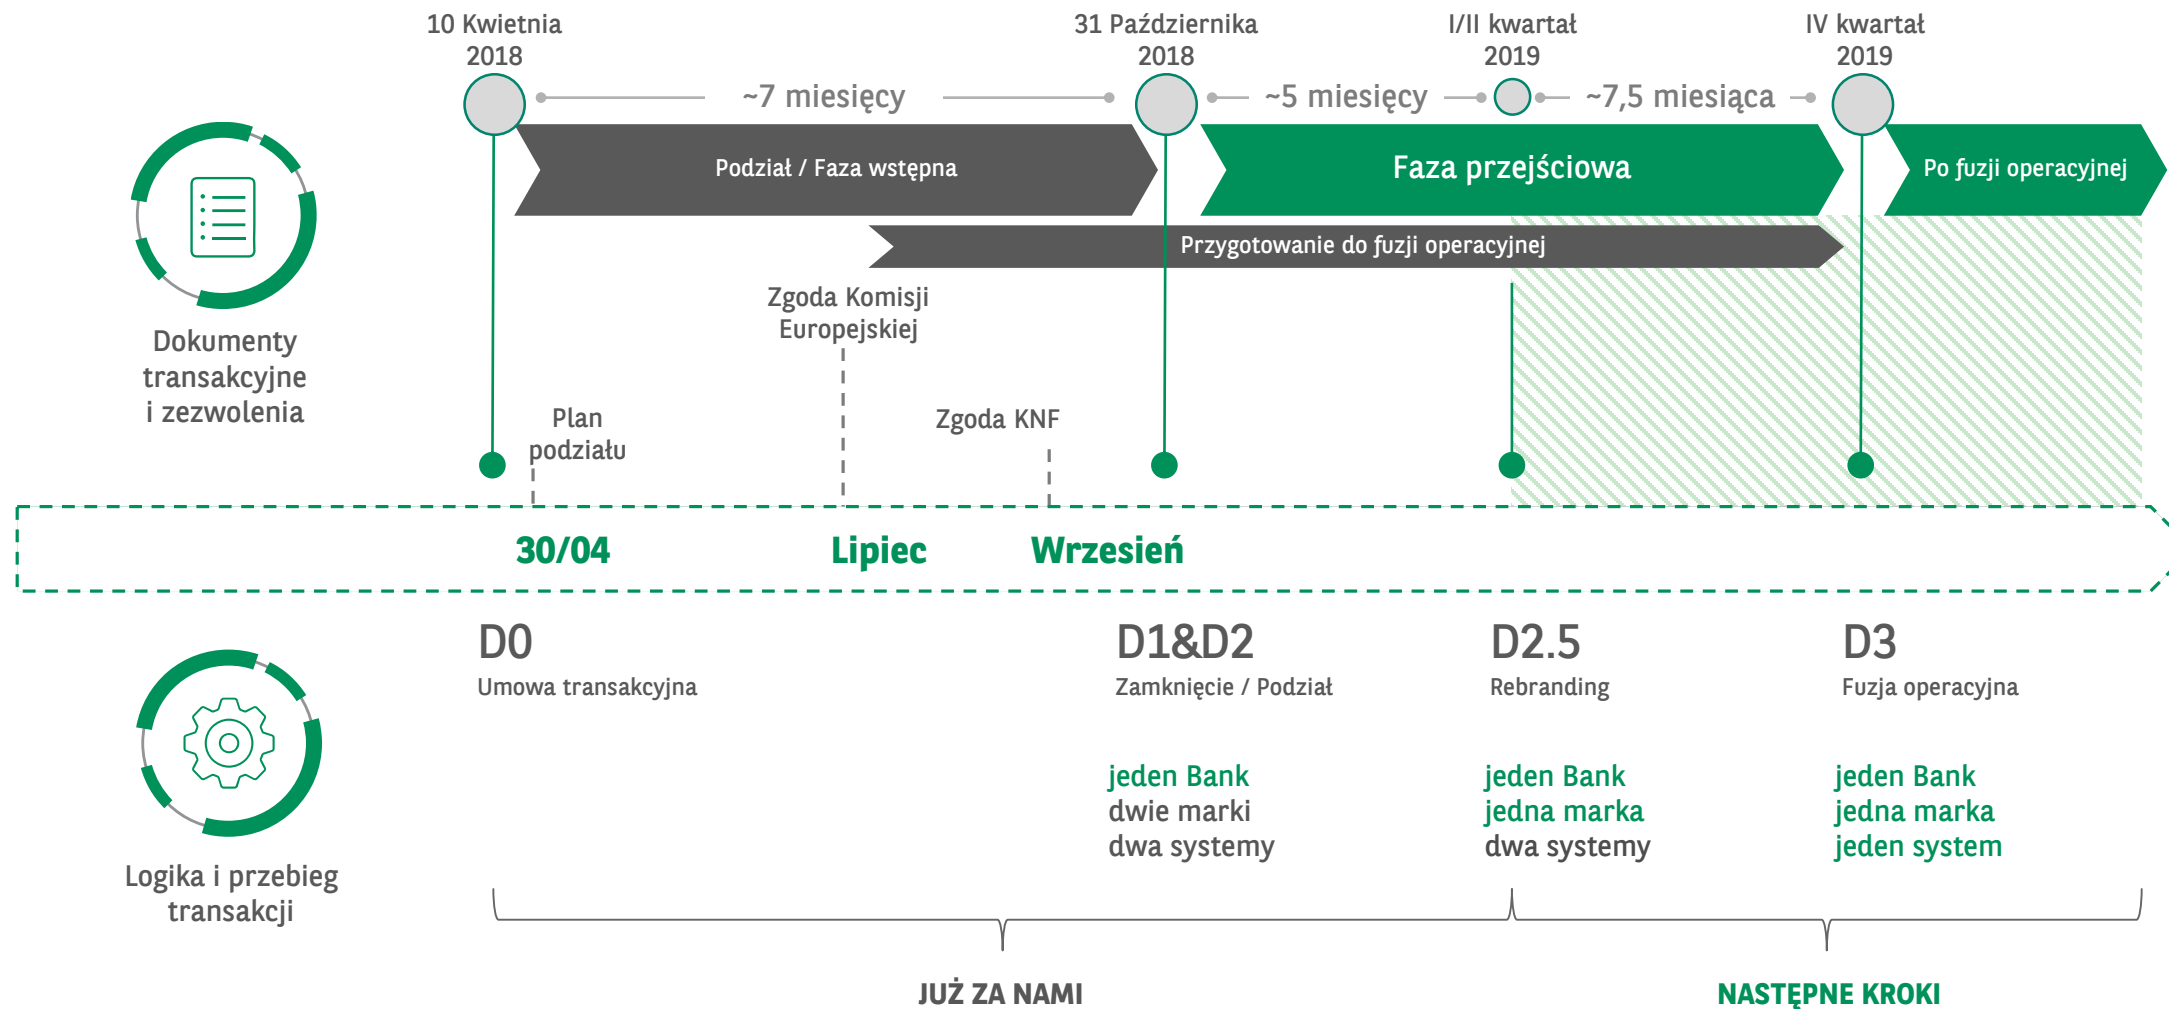 10 Kwietnia
2018
31 Października
2018
I/II kwartał
2019
IV kwartał
2019
~7 miesięcy
~5 miesięcy
~7,5 miesiąca
Podział / Faza wstępna
Faza przejściowa
Po fuzji operacyjnej
Przygotowanie do fuzji operacyjnej
Dokumenty
transakcyjne
i zezwolenia
Zgoda Komisji
Europejskiej
Plan
podziału
Zgoda KNF
30/04
Lipiec
Wrzesień
D0
Umowa transakcyjna
D1&D2
Zamknięcie / Podział
D2.5
Rebranding
D3
Fuzja operacyjna
Logika i przebieg
transakcji
jeden Bank
dwie marki
dwa systemy
jeden Bank
jedna marka
dwa systemy
jeden Bank
jedna marka
jeden system
JUŻ ZA NAMI
NASTĘPNE KROKI